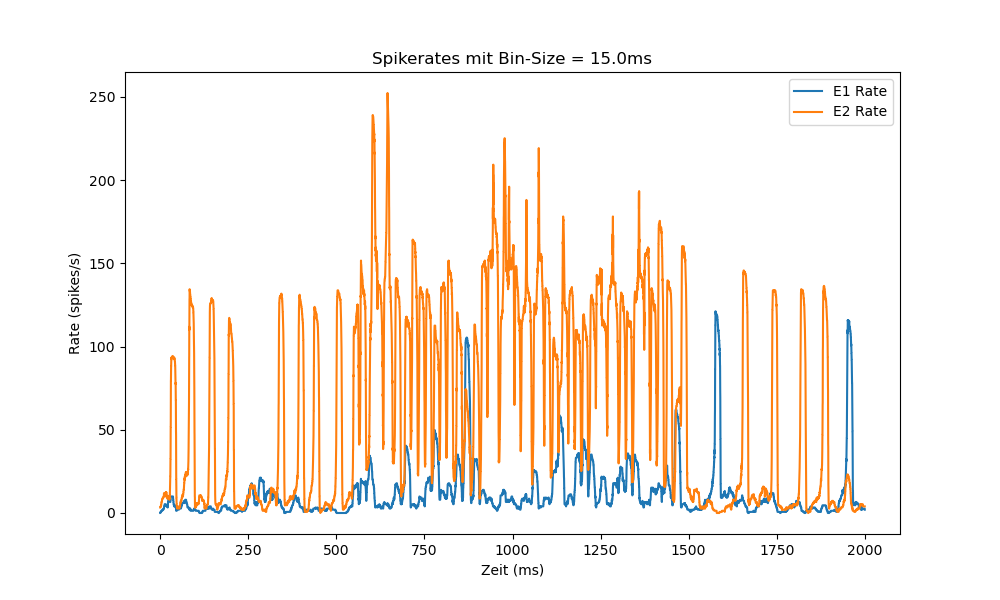 Spikerates mit Bin-Size = 15.0ms
E1 Rate
E2 Rate
250
200
150
100
50
0
Rate (spikes/s)
0 250 500 750 1000 1250 1500 1750 2000
Zeit (ms)